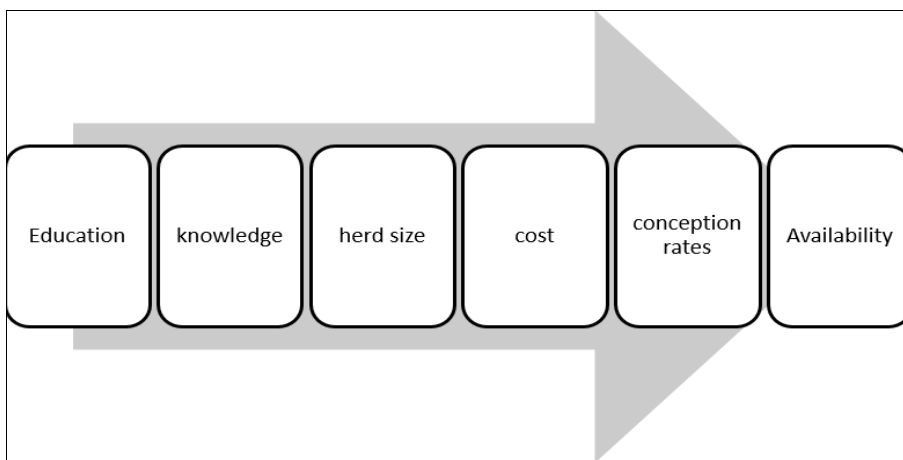 Education
knowledge
herd size
cost
conception
rates
Availability